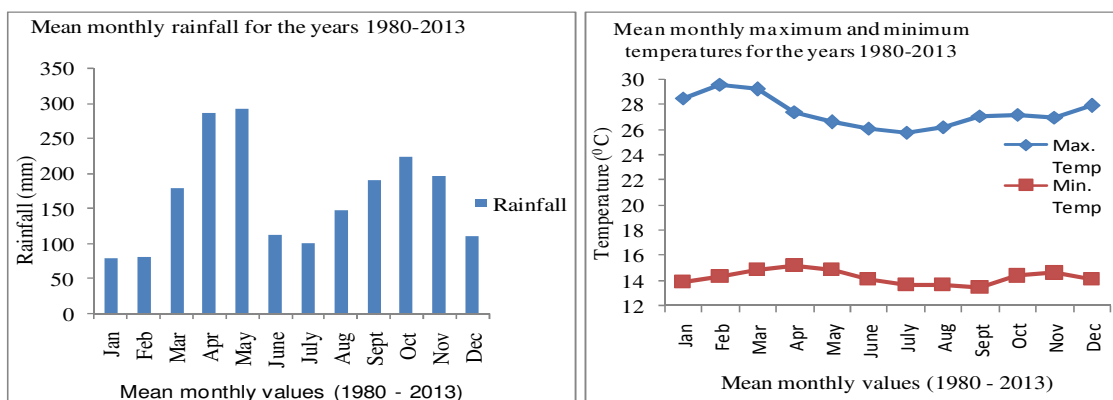 Mean monthly rainfall for the years 1980-2013
350
300
250
200
150
100
50
0
Rainfall (mm)
Jan
Feb
Mar
Apr
May
June
July
Aug
Sept
Oct
Nov
Dec
Rainfall
Mean monthly values (1980 - 2013)
Mean monthly maximum and minimum
temperatures for the years 1980-2013
30
28
26
24
22
20
18
16
14
12
Temperature (⁰C)
Max.
Temp
Min.
Temp
Jan
Feb
Mar
Apr
May
June
July
Aug
Sept
Oct
Nov
Dec
Mean monthly values (1980 - 2013)